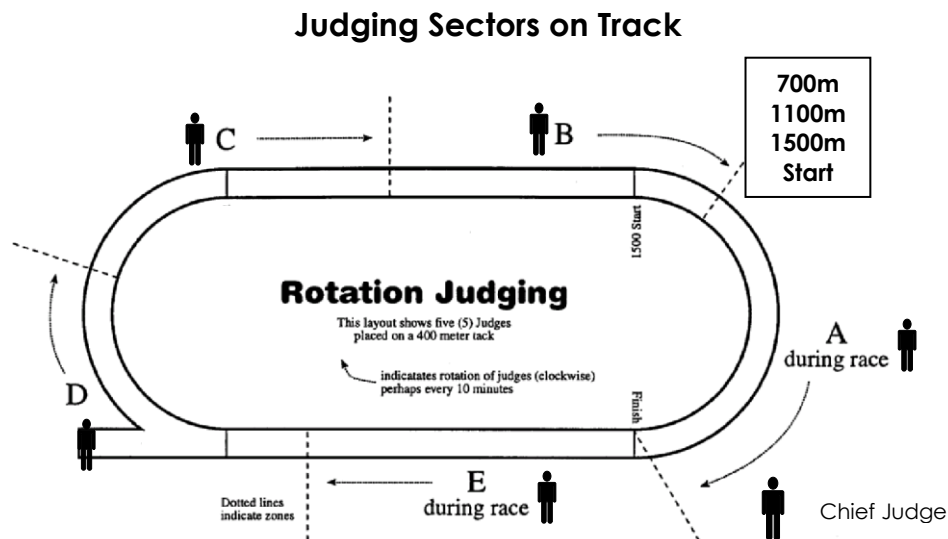 Judging Sectors on Track
700m
1100m
1500m
Start
C
B
1500 Start
Rotation Judging
This layout shows five (5) Judges
placed on a 400 meter tack
indicatates rotation of judges (clockwise)
perhaps every 10 minutes
A
during race
D
Finish
E
during race
Dotted lines
indicate zones
Chief Judge